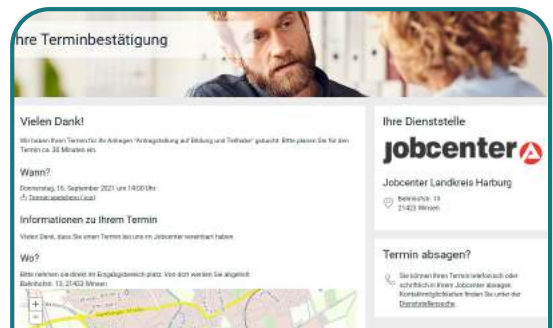 hre Terminbestätigung
Vielen Dank!
Wir haben Ihren Termin für Ihr Anliegen "Antragstellung auf Bildung und Teilhabe" gebucht. Bitte planen Sie für den
Termin ca. 30 Minuten ein.
Wann?
Donnerstag, 16. September 2021 um 14:00 Uhr
Termin speichern (.ics)
Informationen zu Ihrem Termin
Vielen Dank, dass Sie einen Termin bei uns im Jobcenter vereinbart haben.
Wo?
Bitte nehmen sie direkt im Eingangsbereich platz. Von dort werden Sie abgeholt.
Bahnhofstr. 13, 21423 Winsen
+
−
Ihre Dienststelle
jobcenter
Jobcenter Landkreis Harburg
Bahnhofstr. 13
21423 Winsen
Termin absagen?
Sie können Ihren Termin telefonisch oder
schriftlich in Ihrem Jobcenter absagen.
Kontaktmöglichkeiten finden Sie unter der
Dienststellensuche.